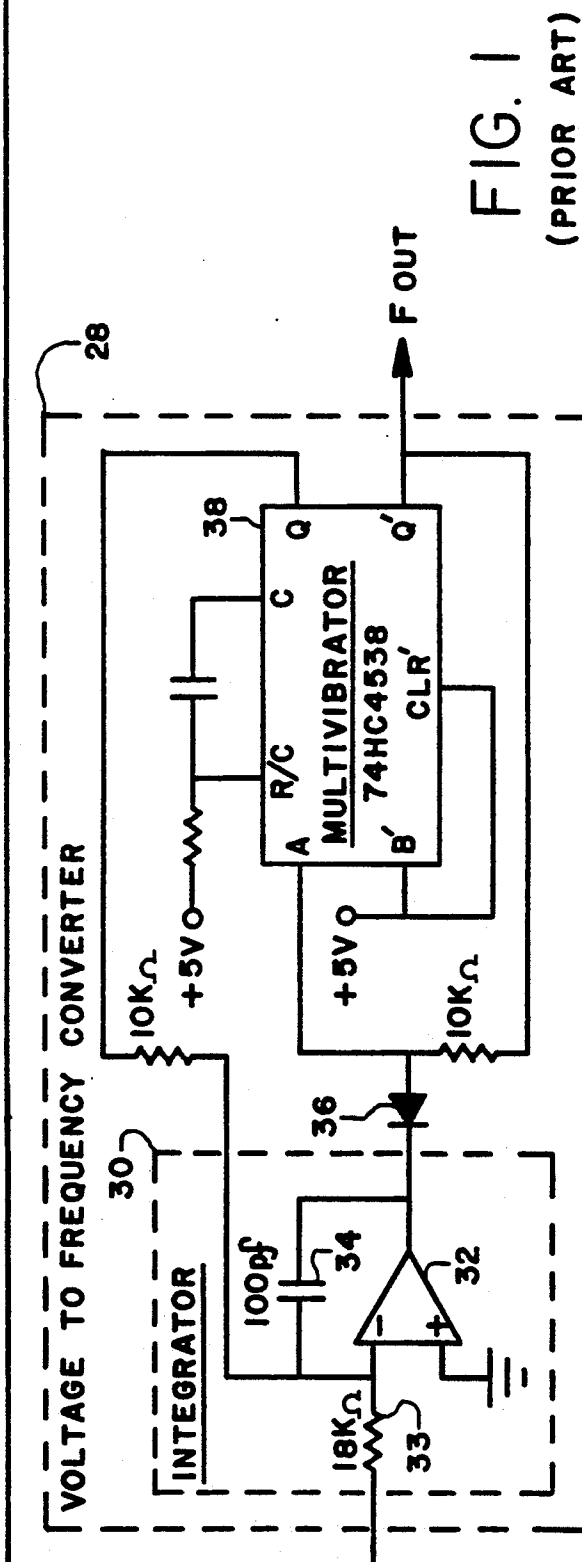 VOLTAGE TO FREQUENCY CONVERTER
28
30
INTEGRATOR
10KΩ
+5V
100pf
34
R/C
C
38
A
Q
MULTIVIBRATOR
74HC4538
B'
CLR'
Q'
36
+5V
18KΩ
33
-
+
32
10KΩ
F OUT
FIG. 1
(PRIOR ART)